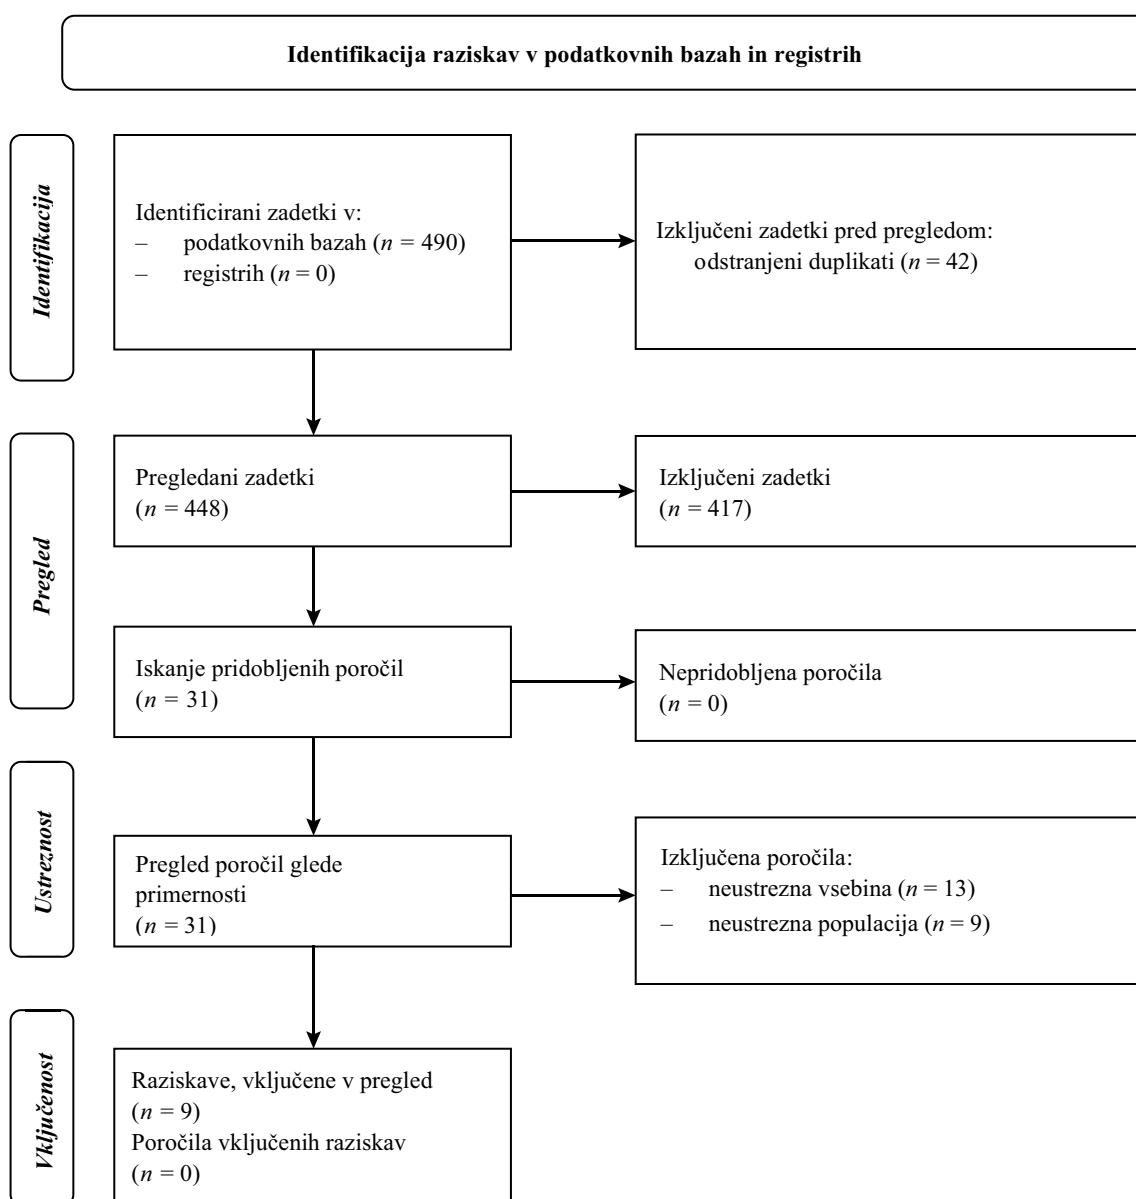 Identifikacija raziskav v podatkovnih bazah in registrih
Identifikacija
Identificirani zadetki v:
– podatkovnih bazah (n = 490)
– registrih (n = 0)
Izključeni zadetki pred pregledom:
odstranjeni duplikati (n = 42)
Pregled
Pregledani zadetki
(n = 448)
Izključeni zadetki
(n = 417)
Iskanje pridobljenih poročil
(n = 31)
Nepridobljena poročila
(n = 0)
Ustreznost
Pregled poročil glede
primernosti
(n = 31)
Izključena poročila:
– neustrezna vsebina (n = 13)
– neustrezna populacija (n = 9)
Vključenost
Raziskave, vključene v pregled
(n = 9)
Poročila vključenih raziskav
(n = 0)